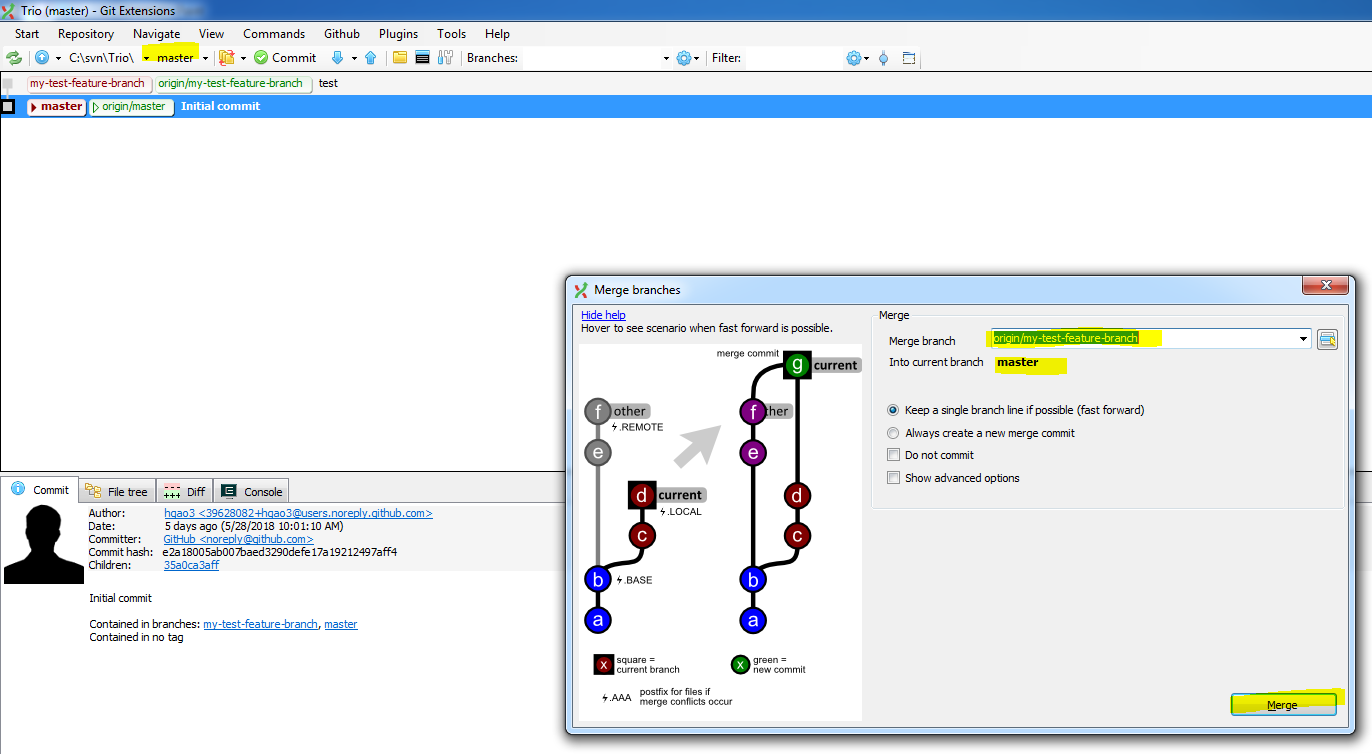 Trio (master) - Git Extensions
Start Repository Navigate View Commands Github Plugins Tools Help
C:\svn\Trio\ master Commit Branches: Filter:
my-test-feature-branch origin/my-test-feature-branch test
master origin/master Initial commit
Merge branches
Hide help
Hover to see scenario when fast forward is possible.
merge commit
g current
f other
.REMOTE
f ther
e
e
d current
.LOCAL
d
c
c
b .BASE
b
a
a
x square =
current branch
x green =
new commit
.AAA postfix for files if
merge conflicts occur
Merge
Merge branch origin/my-test-feature-branch
Into current branch master
Keep a single branch line if possible (fast forward)
Always create a new merge commit
Do not commit
Show advanced options
Merge
Commit File tree Diff Console
Author: hgao3 <39628082+hgao3@users.noreply.github.com>
Date: 5 days ago (5/28/2018 10:01:10 AM)
Committer: GitHub <noreply@github.com>
Commit hash: e2a18005ab007baed3290defe17a19212497aff4
Children: 35a0ca3aff
Initial commit
Contained in branches: my-test-feature-branch, master
Contained in no tag